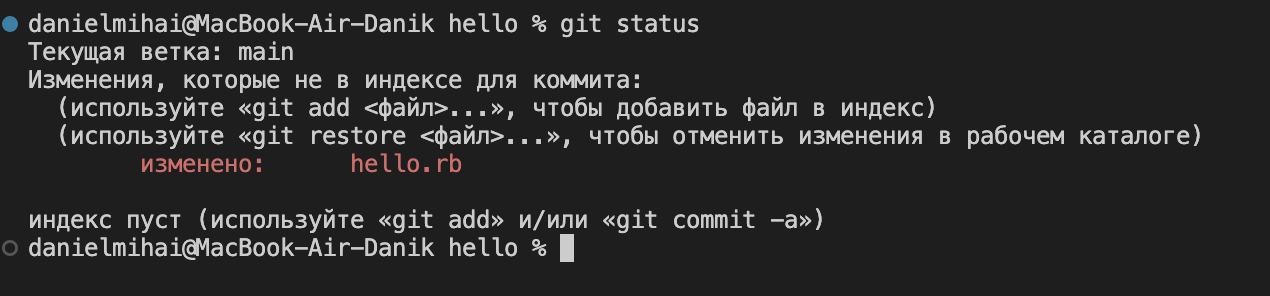 danielmihai@MacBook-Air-Danik hello % git status
Текущая ветка: main
Изменения, которые не в индексе для коммита:
  (используйте «git add <файл>...», чтобы добавить файл в индекс)
  (используйте «git restore <файл>...», чтобы отменить изменения в рабочем каталоге)
        изменено:      hello.rb
индекс пуст (используйте «git add» и/или «git commit -a»)
danielmihai@MacBook-Air-Danik hello %